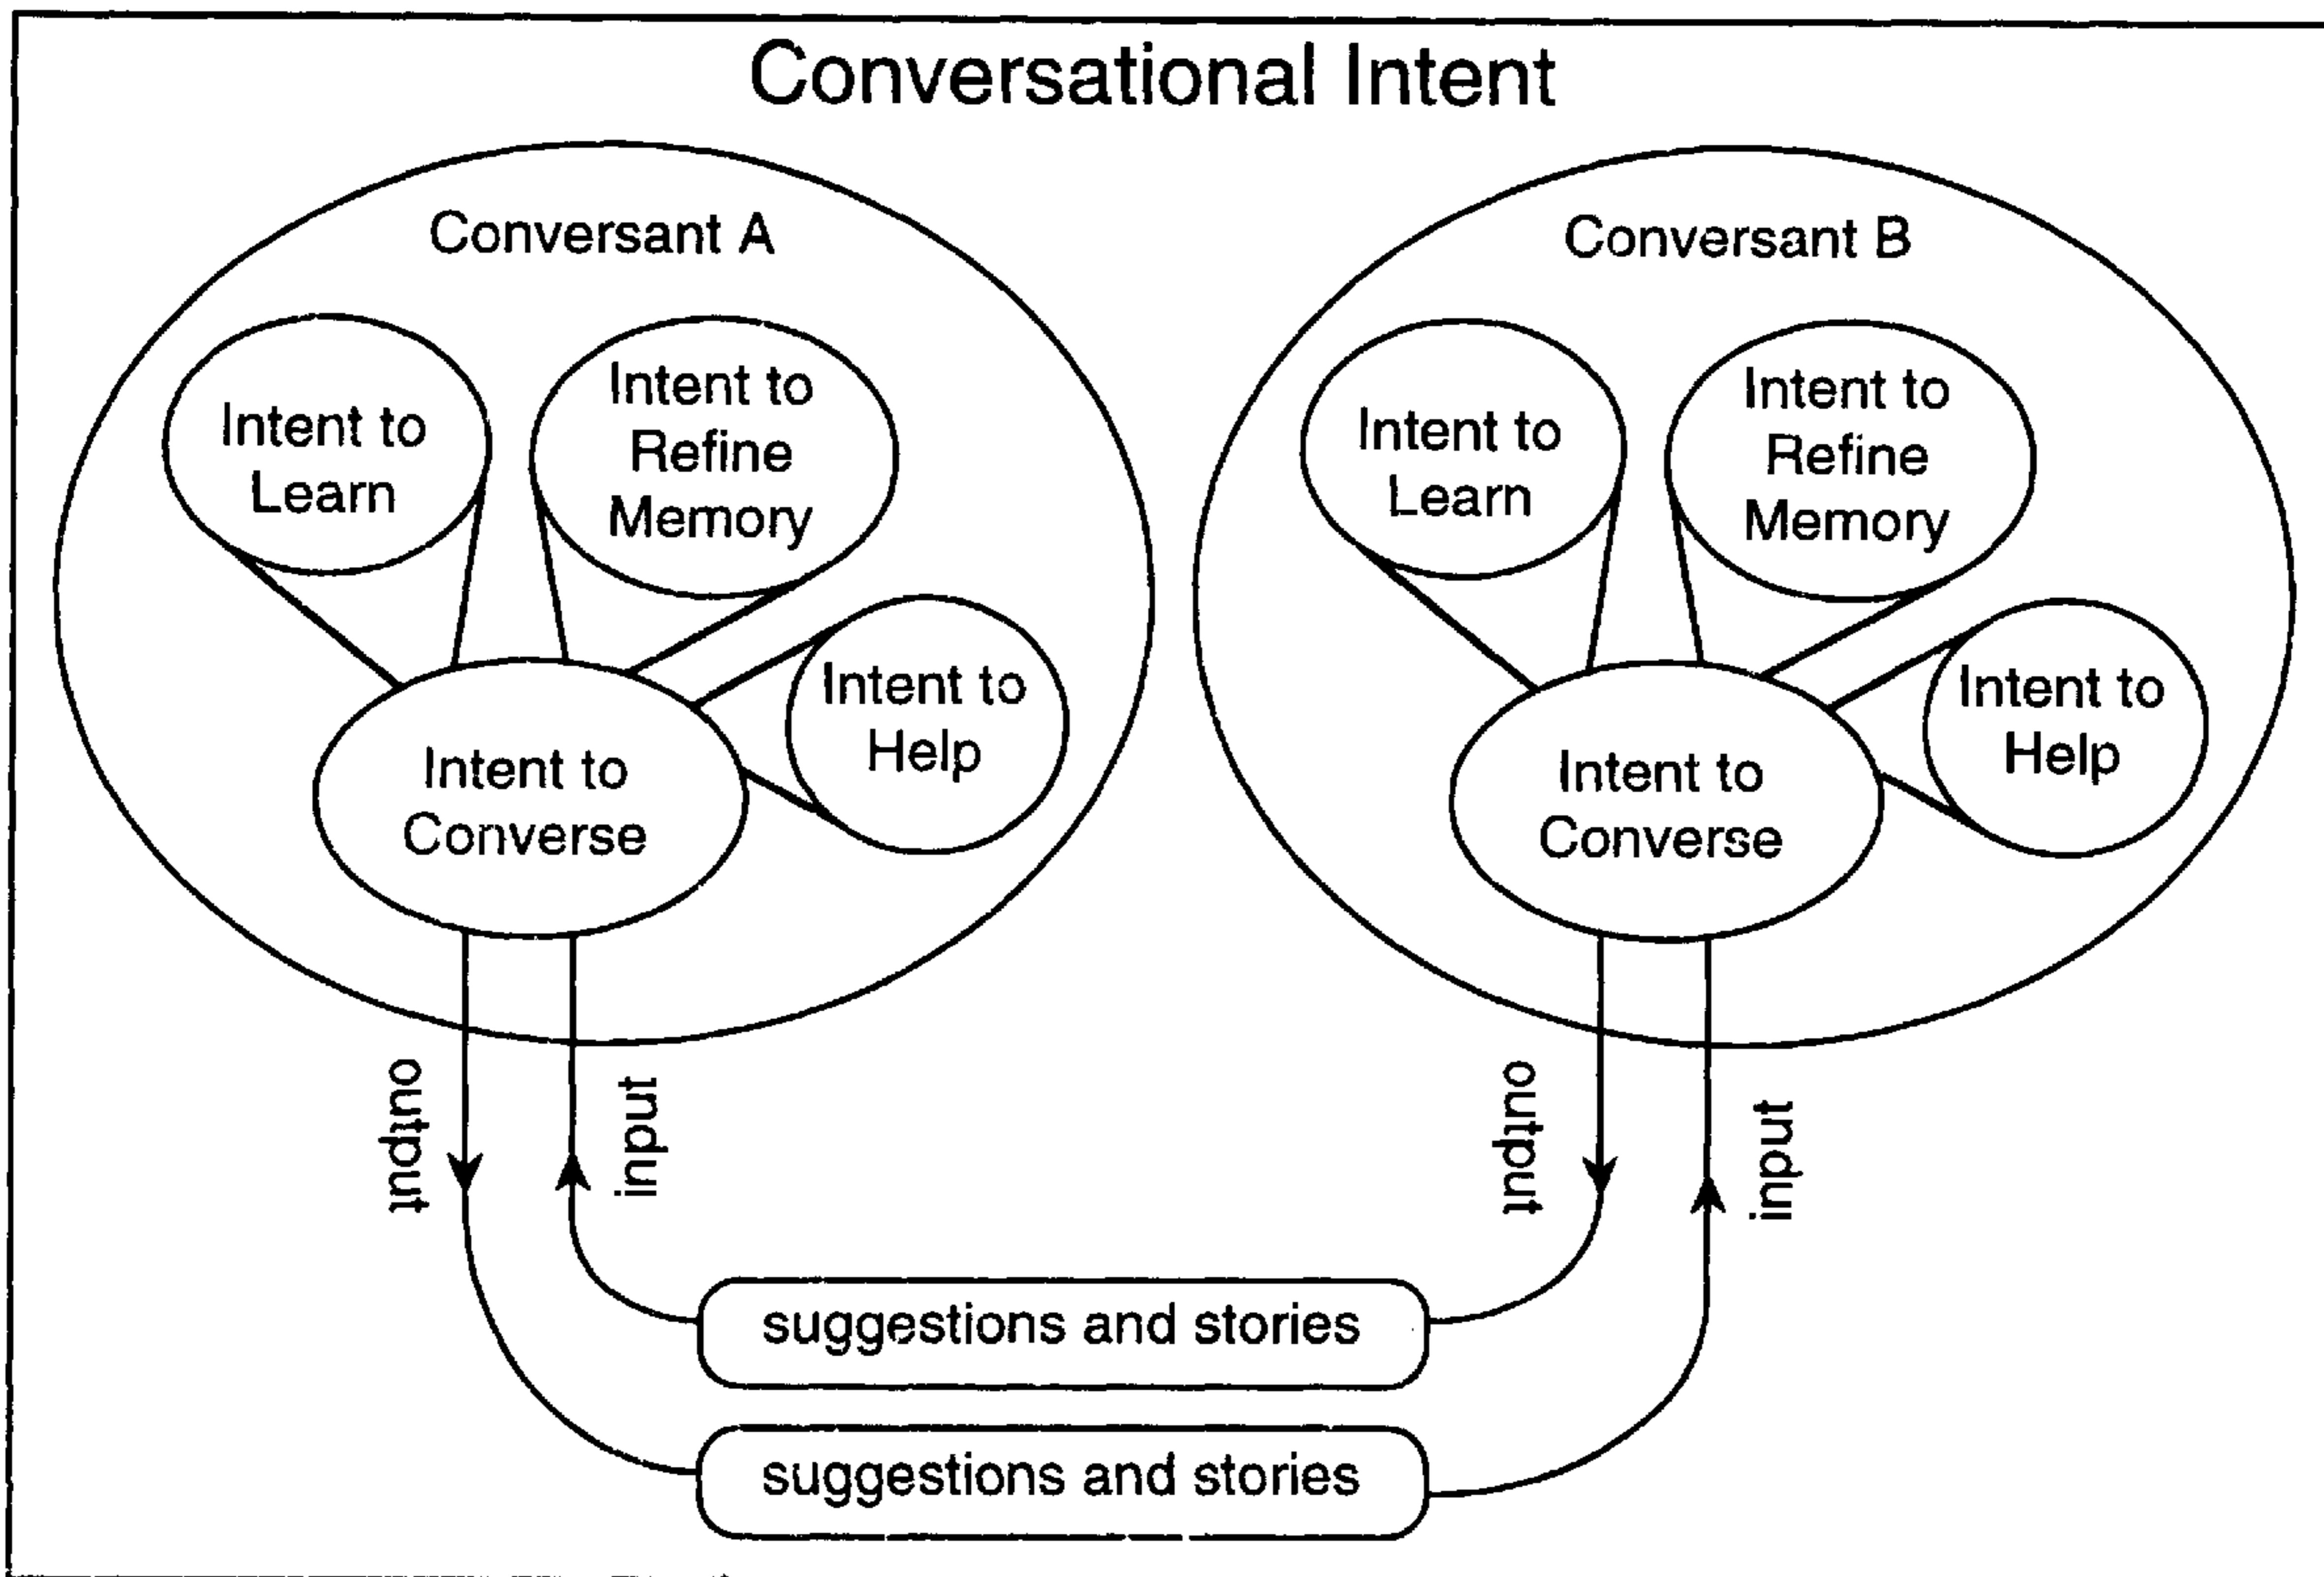 Conversational Intent
Conversant A
Intent to
Learn
Intent to
Refine
Memory
Intent to
Help
Intent to
Converse
output
input
Conversant B
Intent to
Learn
Intent to
Refine
Memory
Intent to
Help
Intent to
Converse
output
input
suggestions and stories
suggestions and stories